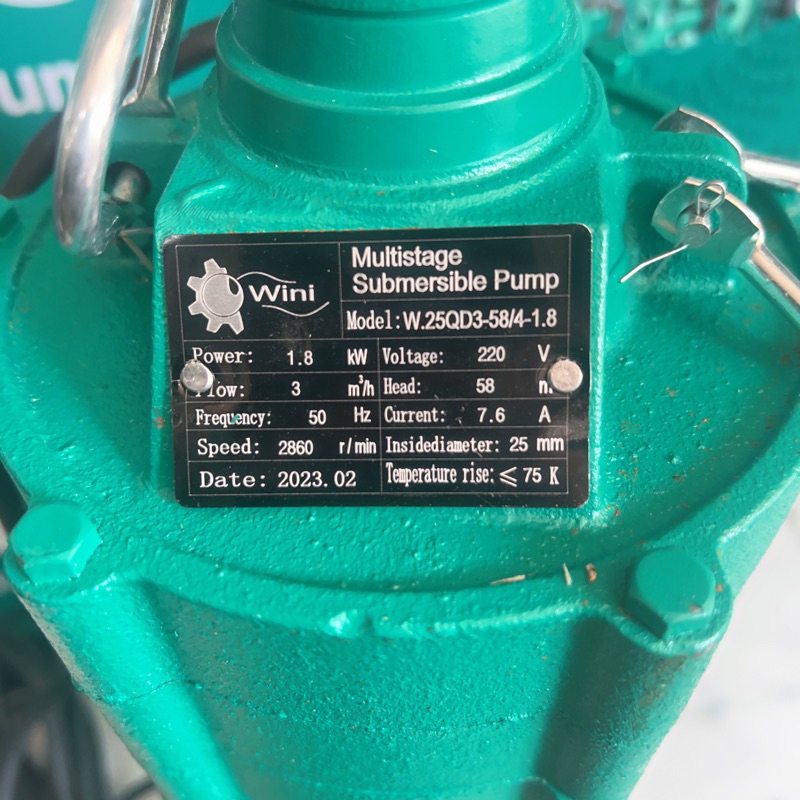 Wini
Multistage
Submersible Pump
Model: W.25QD3-58/4-1.8
Power: 1.8 kW Voltage: 220 V
Flow: 3 m³/h Head: 58
Frequency: 50 Hz Current: 7.6 A
Speed: 2860 r/min Insidediameter: 25 mm
Date: 2023.02 Temperature rise: ≤ 75 K